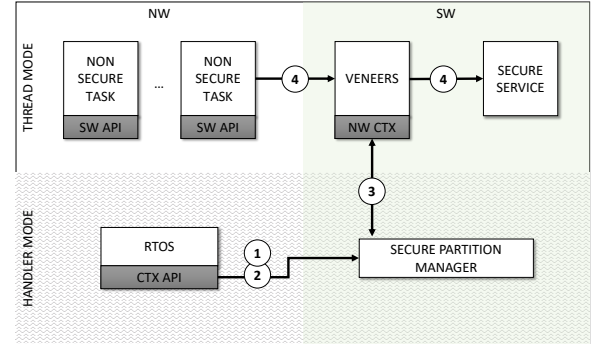 NW
SW
THREAD MODE
NON
SECURE
TASK
SW API
...
NON
SECURE
TASK
SW API
4
VENEERS
NW CTX
4
SECURE
SERVICE
3
HANDLER MODE
RTOS
CTX API
1
2
SECURE PARTITION
MANAGER